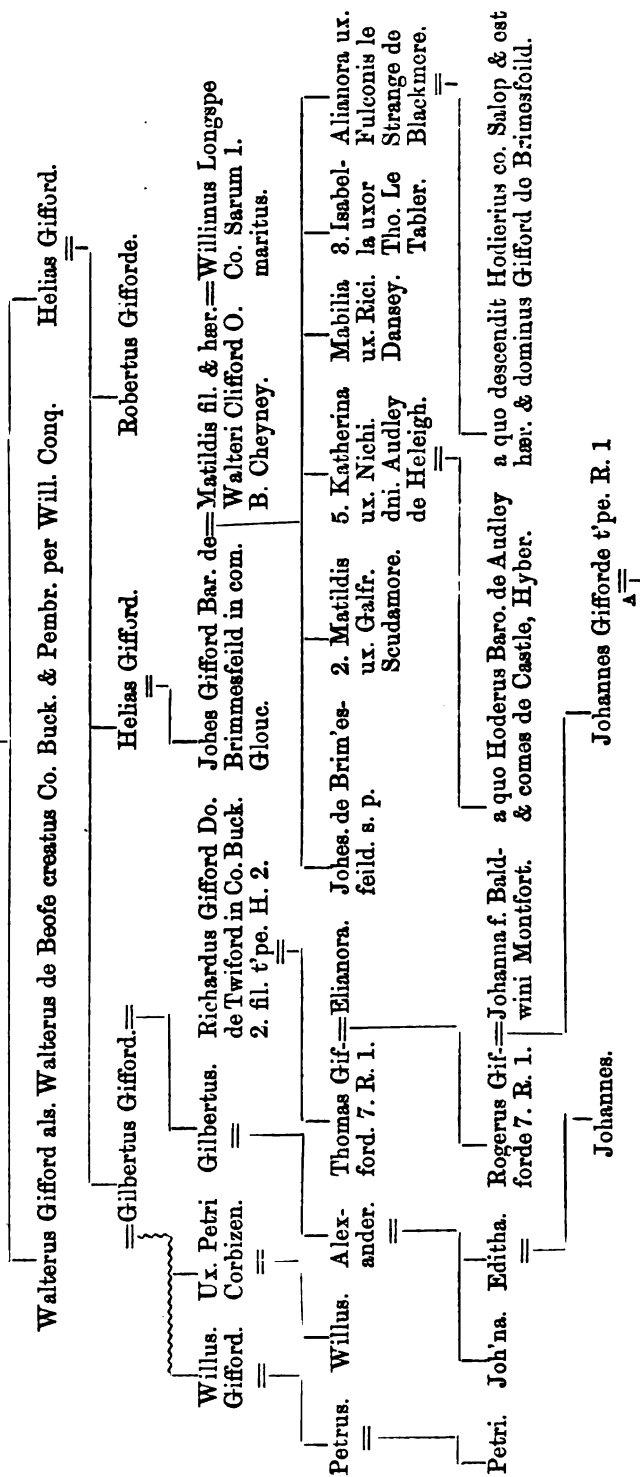 Walterus Gifford als. Walterus de Beofe creatus Co. Buck. & Pembr. per Will. Conq.
Helias Gifford.
=Gilbertus Gifford.=
Helias Gifford.
Robertus Gifforde.
Willus.
Gifford.
Ux. Petri
Corbizen.
Gilbertus.
Richardus Gifford Do.
de Twiford in Co. Buck.
2. fil. t'pe. H. 2.
Johes Gifford Bar. de=
Brimmesfeild in com.
Glouc.
Matildis fil. & hær.=
Walteri Clifford O.
B. Cheyney.
Willimus Longspe
Co. Sarum 1.
maritus.
Petrus.
Willus.
Alex-
ander.
Thomas Gif-=Elianora.
ford. 7. R. 1.
Johes. de Brim'es-
feild. s. p.
2. Matildis
ux. Galfr.
Scudamore.
5. Katherina
ux. Nichi.
dni. Audley
de Heleigh.
Mabilia
ux. Rici.
Dansey.
3. Isabel-
la uxor
Tho. Le
Tabler.
Alianora ux.
Fulconis le
Strange de
Blackmere.
Petri.
Joh'na.
Editha.
Rogerus Gif-=Johanna f. Bald-
forde 7. R. 1. wini Montfort.
a quo Hoderus Baro. de Audley
& comes de Castle, Hyber.
a quo descendit Hodierius co. Salop & est
hær. & dominus Gifford de Brimesfoild.
Johannes.
Johannes Gifforde t'pe. R. 1
A